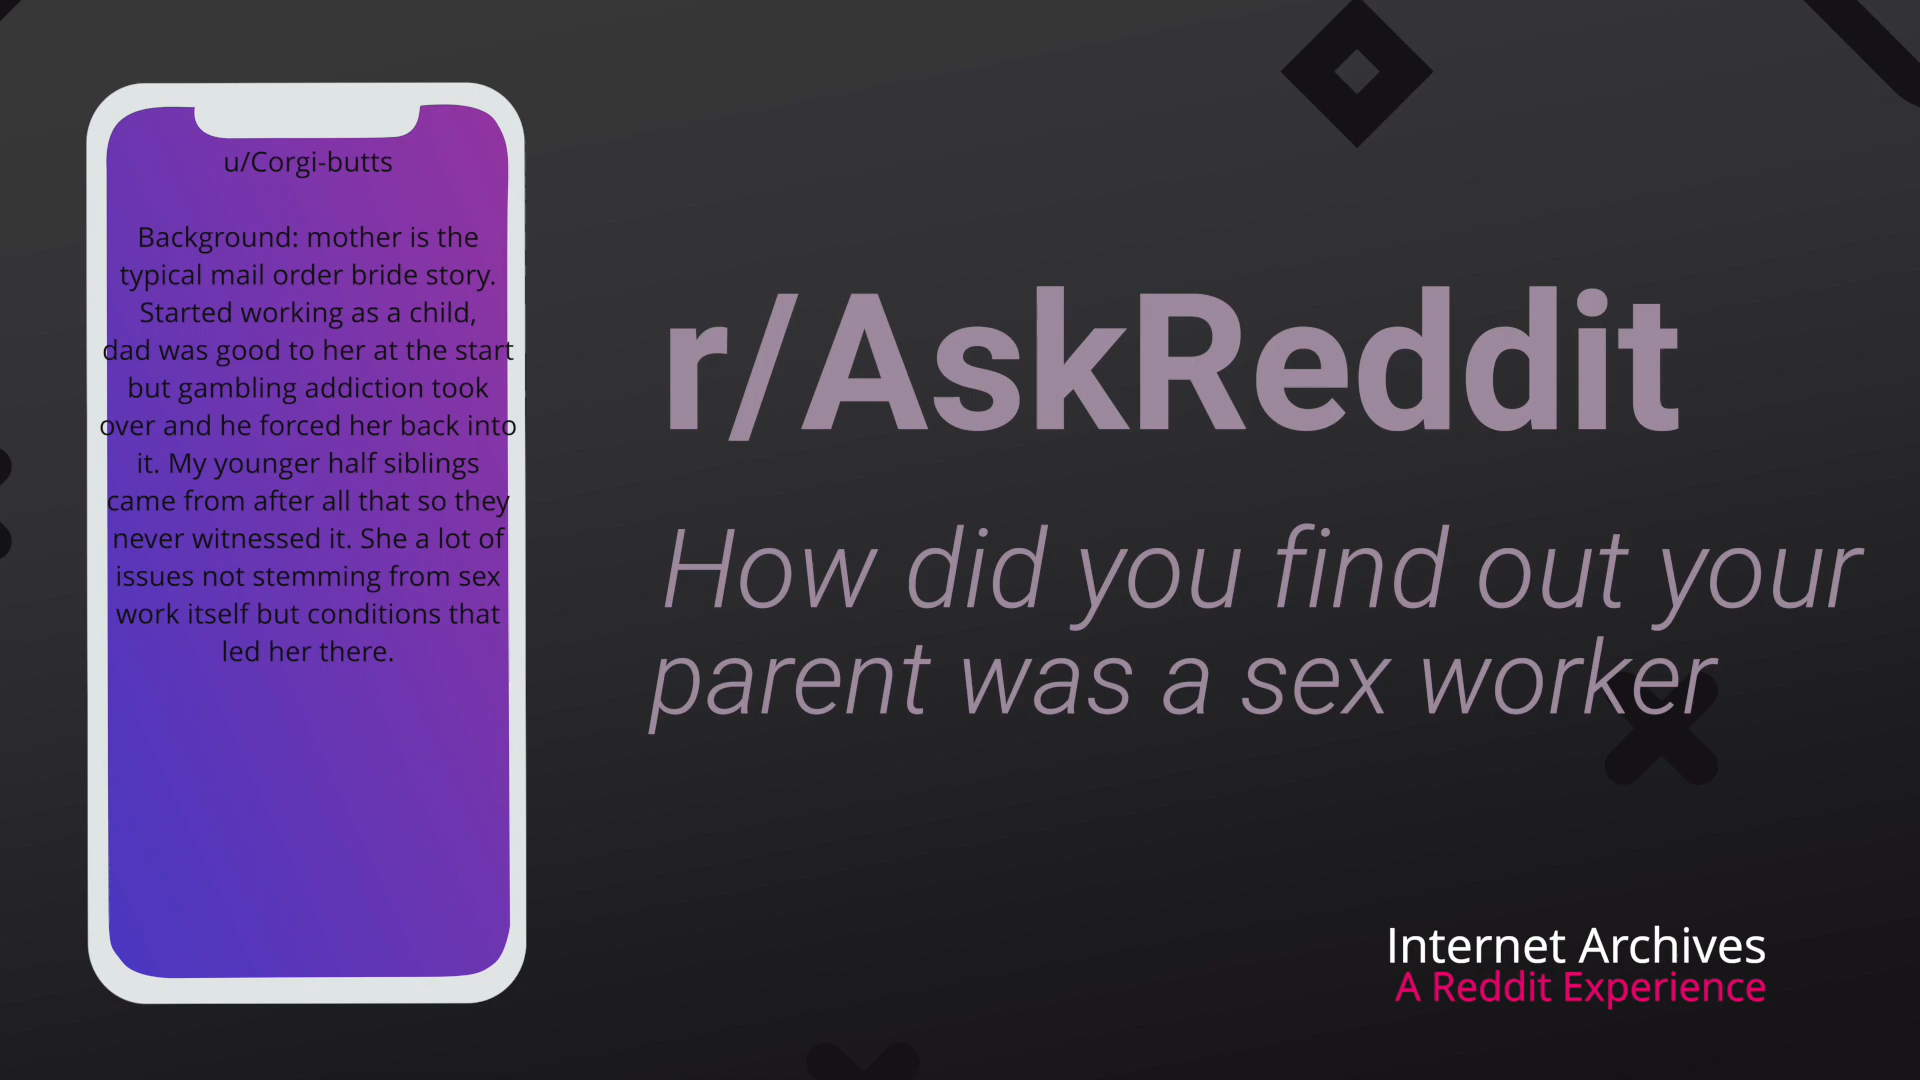 u/Corgi-butts
Background: mother is the
typical mail order bride story.
Started working as a child,
dad was good to her at the start
but gambling addiction took
over and he forced her back into
it. My younger half siblings
came from after all that so they
never witnessed it. She a lot of
issues not stemming from sex
work itself but conditions that
led her there.
r/AskReddit
How did you find out your
parent was a sex worker
Internet Archives
A Reddit Experience